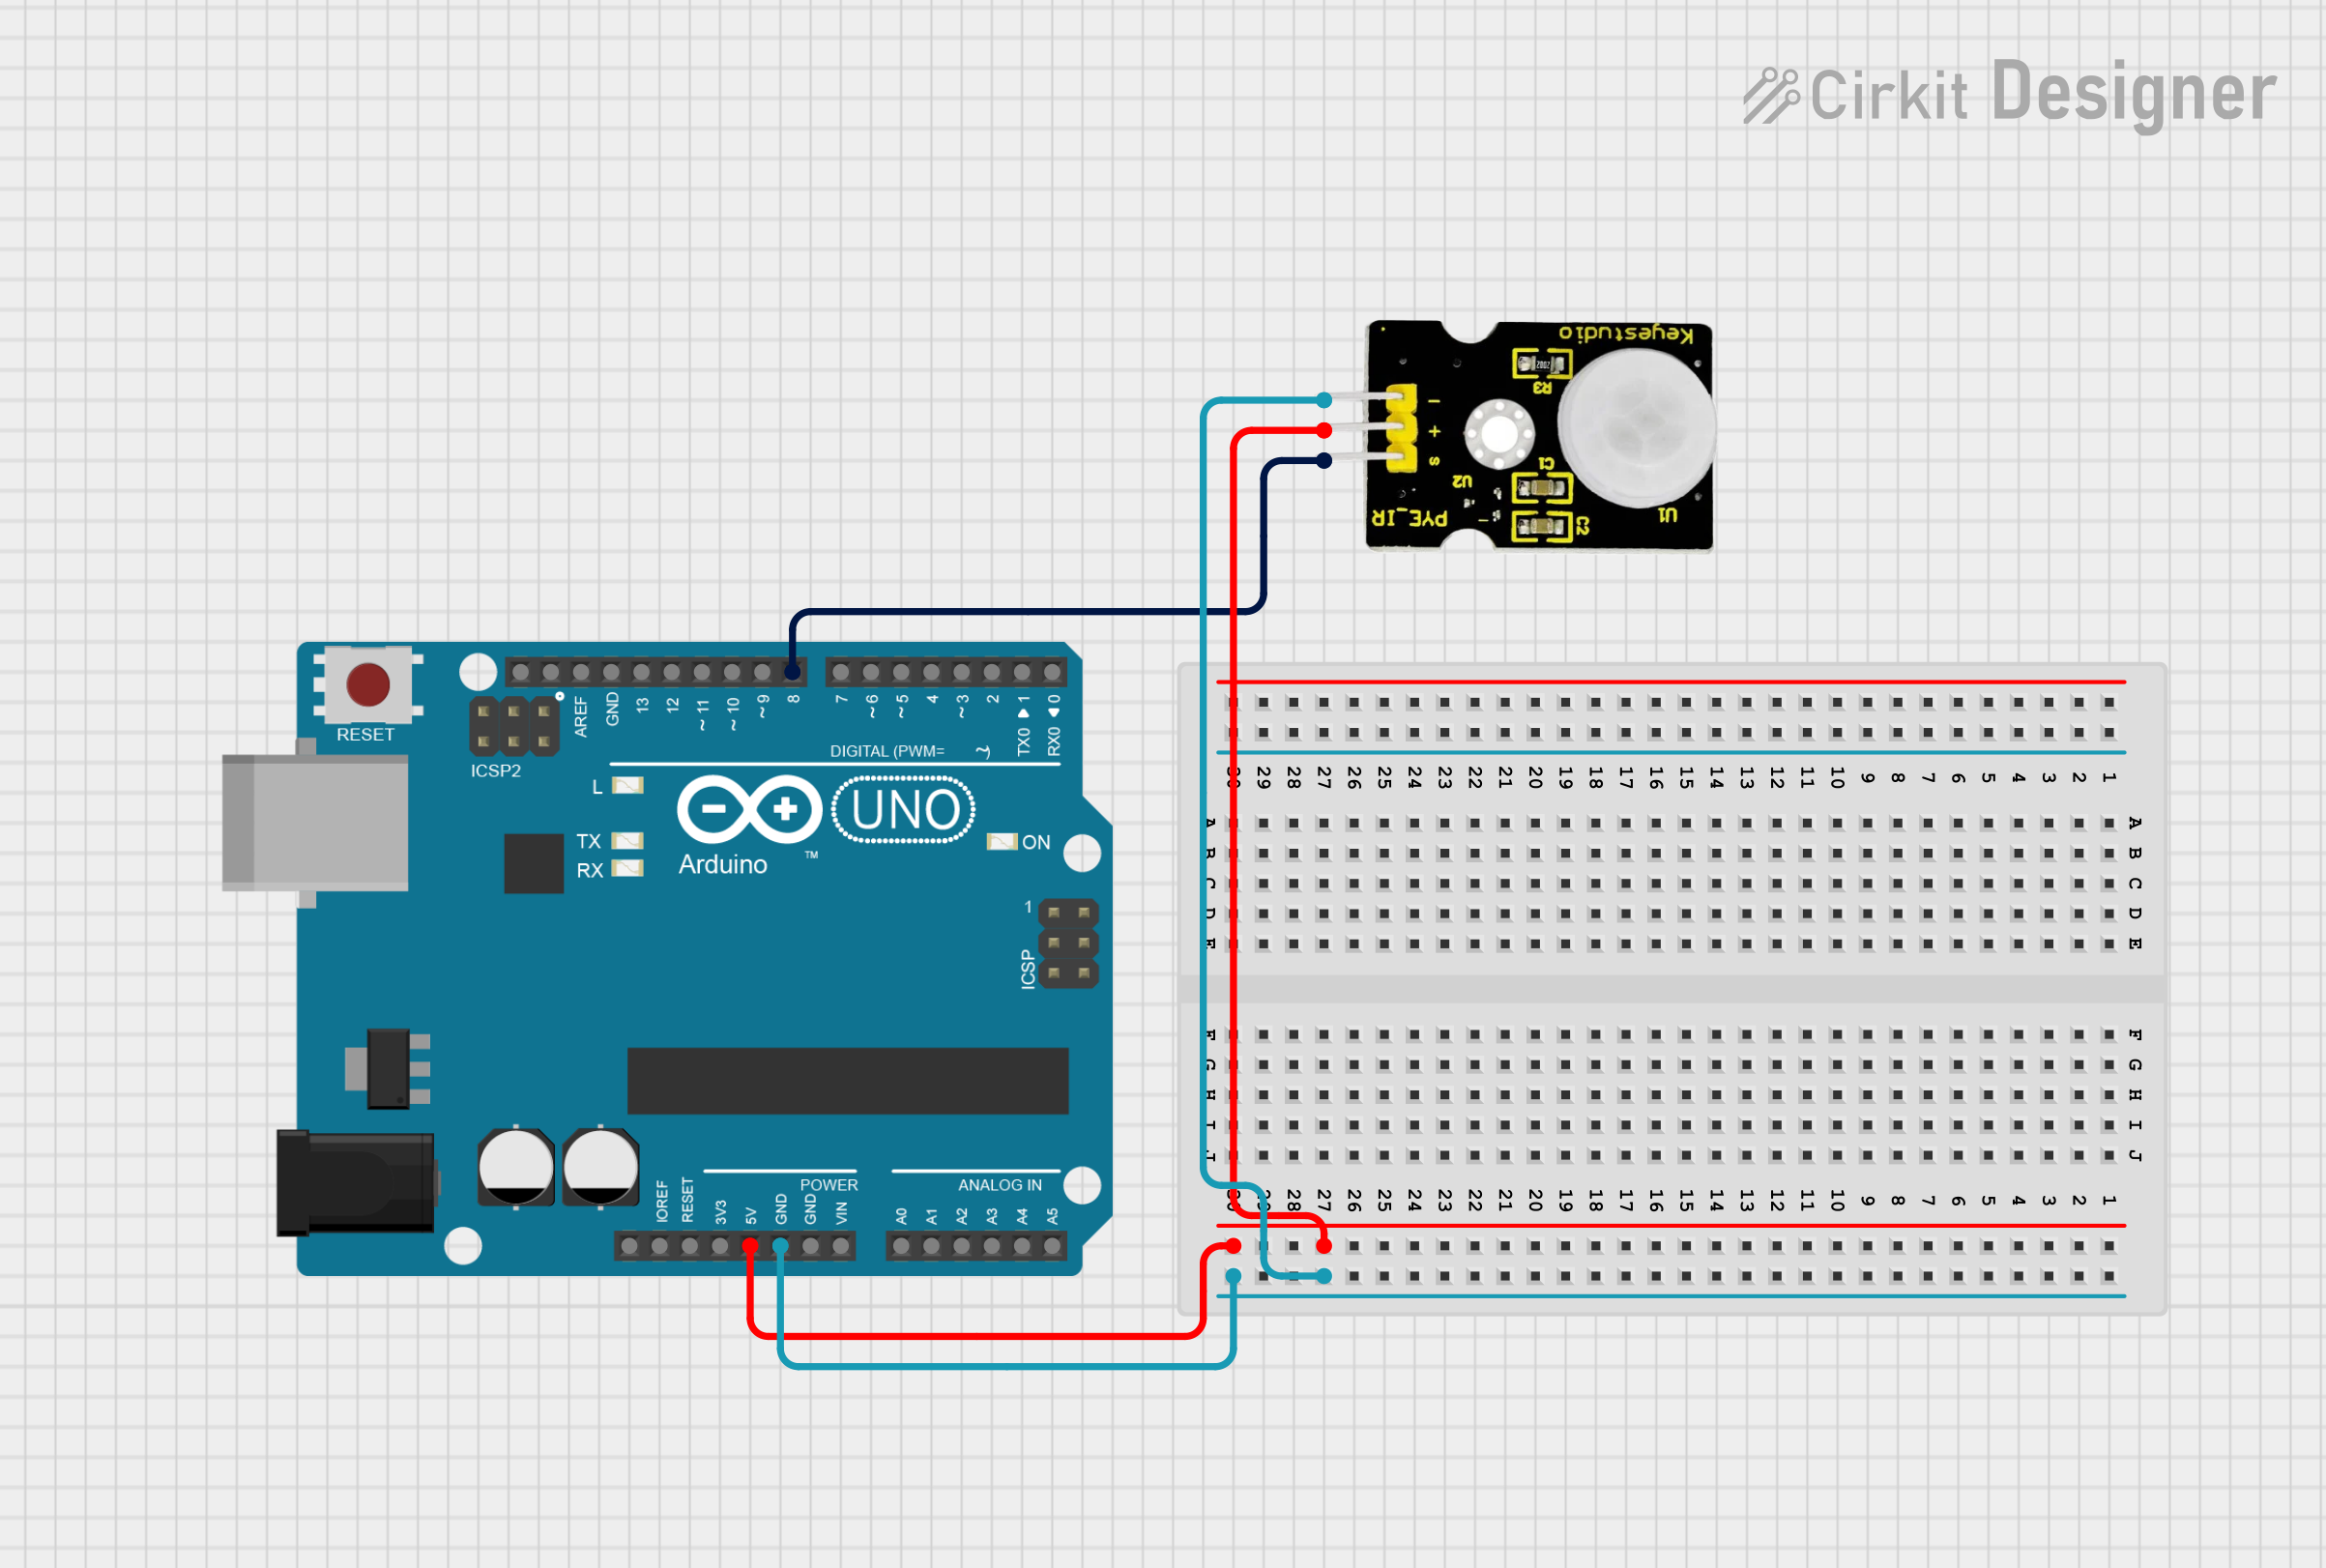 Cirkit Designer
Keyestudio
R3
2002
−
+
s
C1
U2
U1
PYE_IR
C2
RESET
ICSP2
AREF
GND
13
12
~11
~10
~9
8
7
~6
~5
4
~3
2
TX0 ▶ 1
RX0 ◀ 0
DIGITAL (PWM= ~)
L
TX
RX
UNO
Arduino
TM
ON
1
ICSP
POWER
ANALOG IN
IOREF
RESET
3V3
5V
GND
GND
VIN
A0
A1
A2
A3
A4
A5
30 29 28 27 26 25 24 23 22 21 20 19 18 17 16 15 14 13 12 11 10 9 8 7 6 5 4 3 2 1
A A
B B
C C
D D
E E
F F
G G
H H
I I
J J
30 29 28 27 26 25 24 23 22 21 20 19 18 17 16 15 14 13 12 11 10 9 8 7 6 5 4 3 2 1